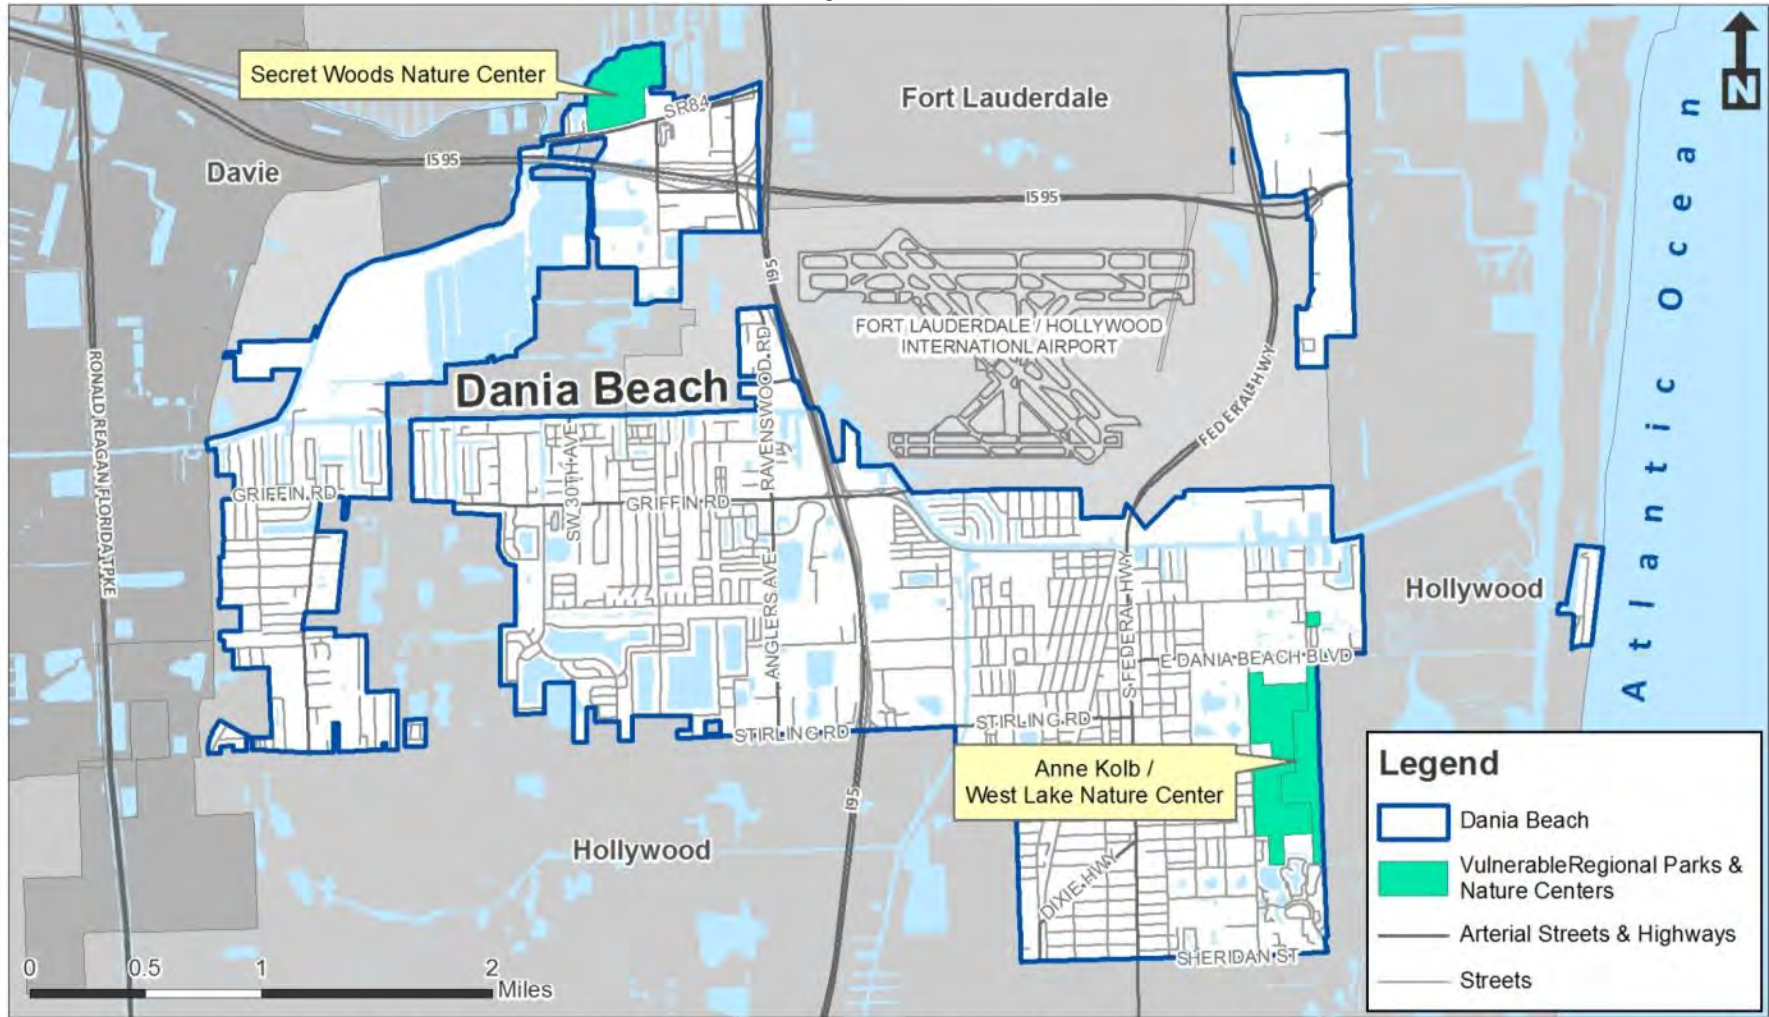 Secret Woods Nature Center
SR84
Fort Lauderdale
N
Davie
I595
I595
I95
FORT LAUDERDALE / HOLLYWOOD
INTERNATIONL AIRPORT
RONALD REAGAN FLORIDA TPKE
Dania Beach
RAVENSWOOD RD
FEDERAL HWY
Atlantic Ocean
SW 30TH AVE
GRIFFIN RD
GRIFFIN RD
ANGLERS AVE
S FEDERAL HWY
Hollywood
E DANIA BEACH BLVD
STIRLING RD
STIRLING RD
Anne Kolb /
West Lake Nature Center
I95
Hollywood
DIXIE HWY
SHERIDAN ST
Legend
Dania Beach
VulnerableRegional Parks &
Nature Centers
Arterial Streets & Highways
Streets
0 0.5 1 2
Miles